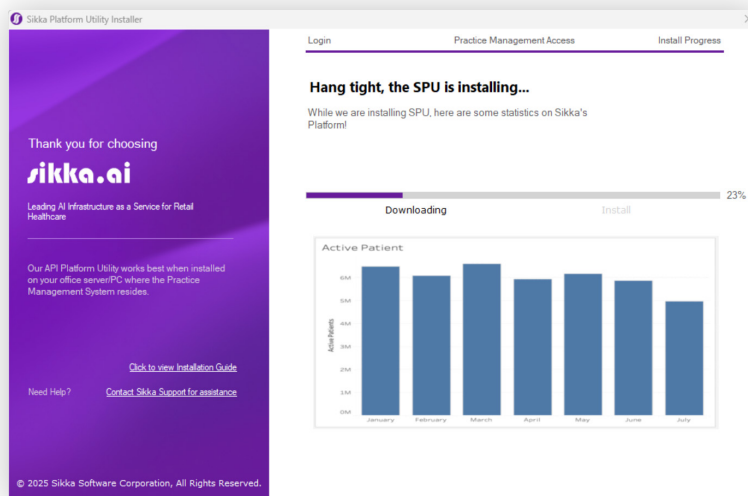 Sikka Platform Utility Installer
Login
Practice Management Access
Install Progress
Hang tight, the SPU is installing...
While we are installing SPU, here are some statistics on Sikka's
Platform!
Thank you for choosing
sikka.ai
Leading AI Infrastructure as a Service for Retail
Healthcare
Our API Platform Utility works best when installed
on your office server/PC where the Practice
Management System resides.
Click to view Installation Guide
Need Help?
Contact Sikka Support for assistance
© 2025 Sikka Software Corporation, All Rights Reserved.
23%
Downloading
Install
Active Patient
Active Patients
6M
5M
4M
3M
2M
1M
0M
January
February
March
April
May
June
July